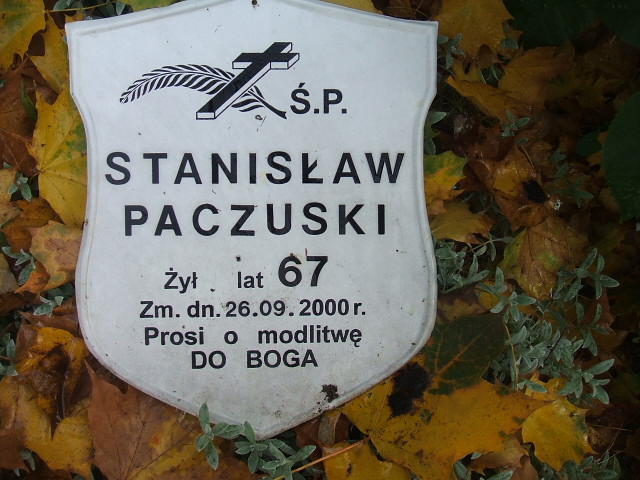 Ś.P.
STANISŁAW
PACZUSKI
Żył lat 67
Zm. dn. 26.09.2000 r.
Prosi o modlitwę
DO BOGA